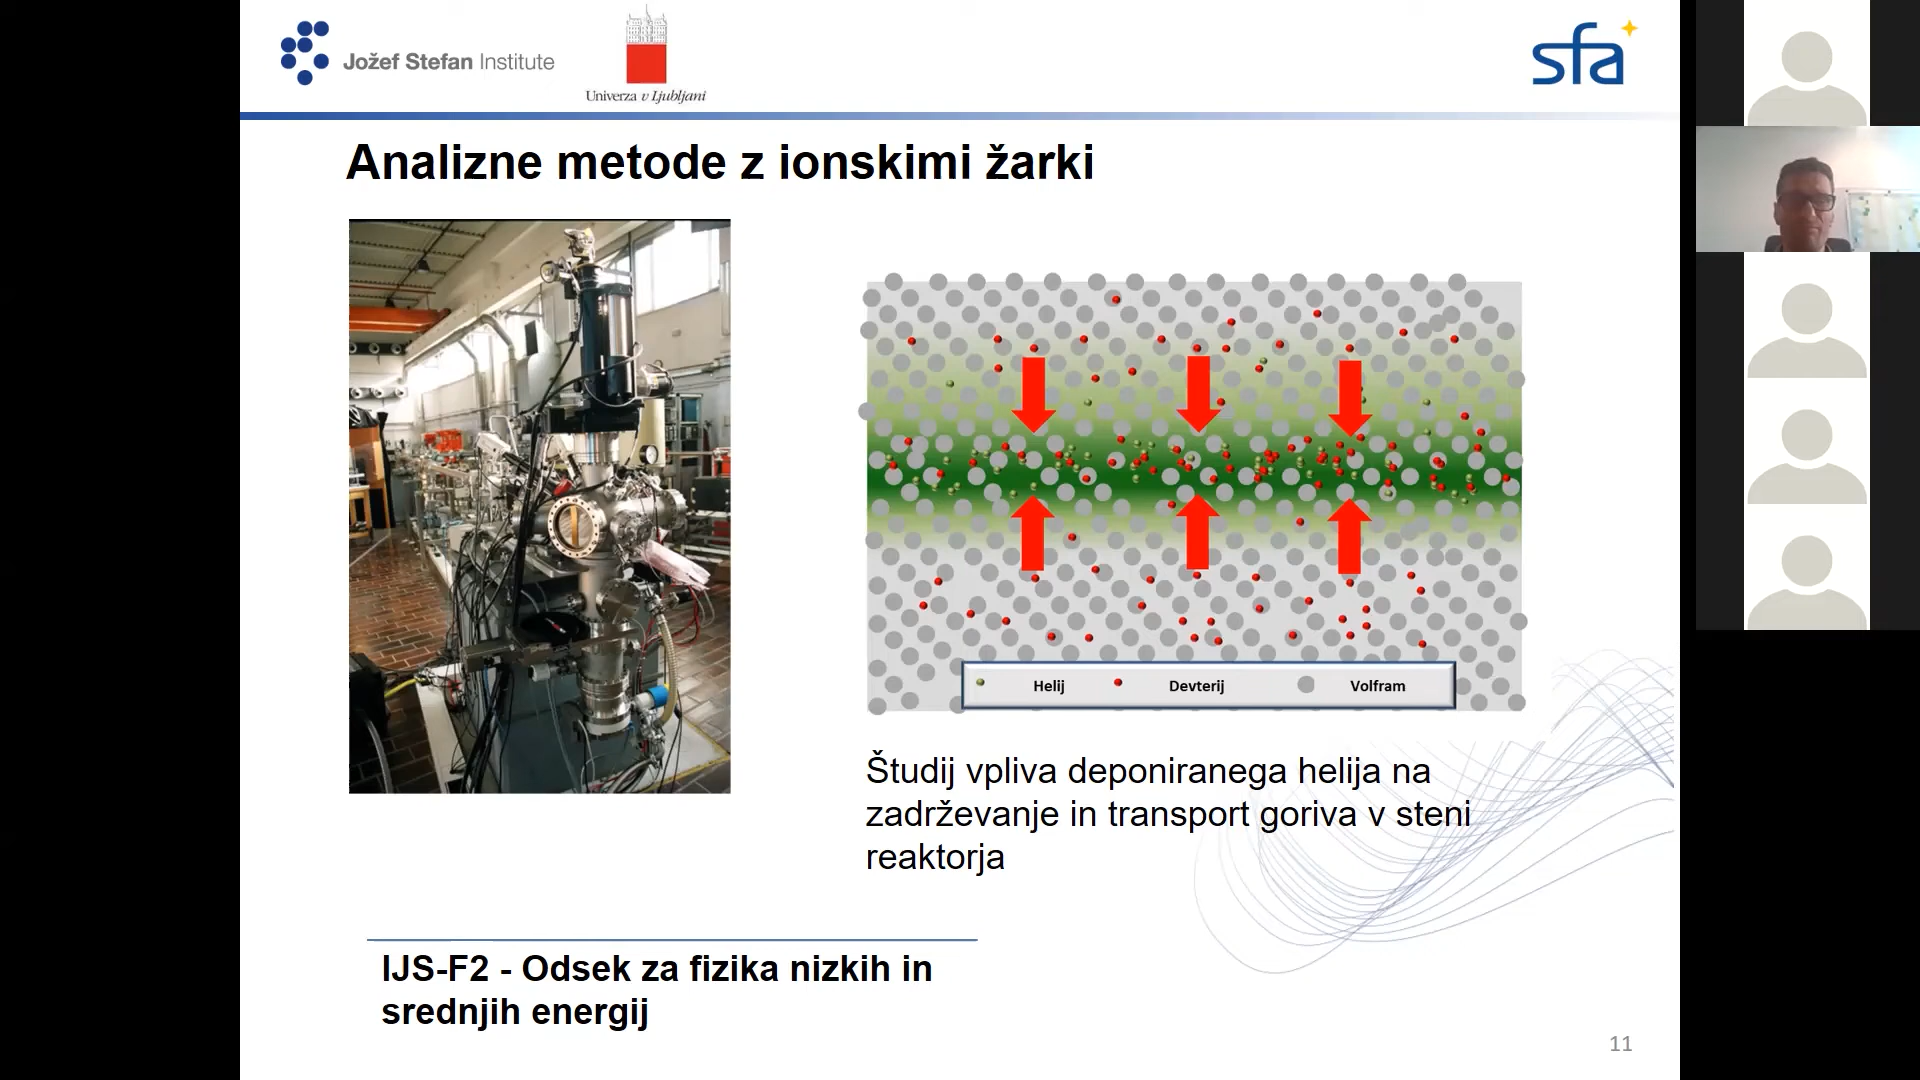 Jožef Stefan Institute
Univerza v Ljubljani
sfa
Analizne metode z ionskimi žarki
Helij Devterij Volfram
Študij vpliva deponiranega helija na
zadrževanje in transport goriva v steni
reaktorja
IJS-F2 - Odsek za fizika nizkih in
srednjih energij
11